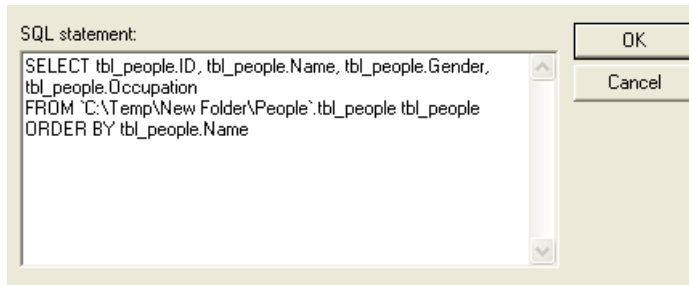 SQL statement:
SELECT tbl_people.ID, tbl_people.Name, tbl_people.Gender,
tbl_people.Occupation
FROM `C:\Temp\New Folder\People`.tbl_people tbl_people
ORDER BY tbl_people.Name
OK
Cancel